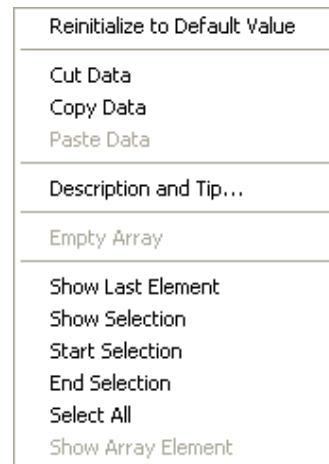 Reinitialize to Default Value
Cut Data
Copy Data
Paste Data
Description and Tip...
Empty Array
Show Last Element
Show Selection
Start Selection
End Selection
Select All
Show Array Element